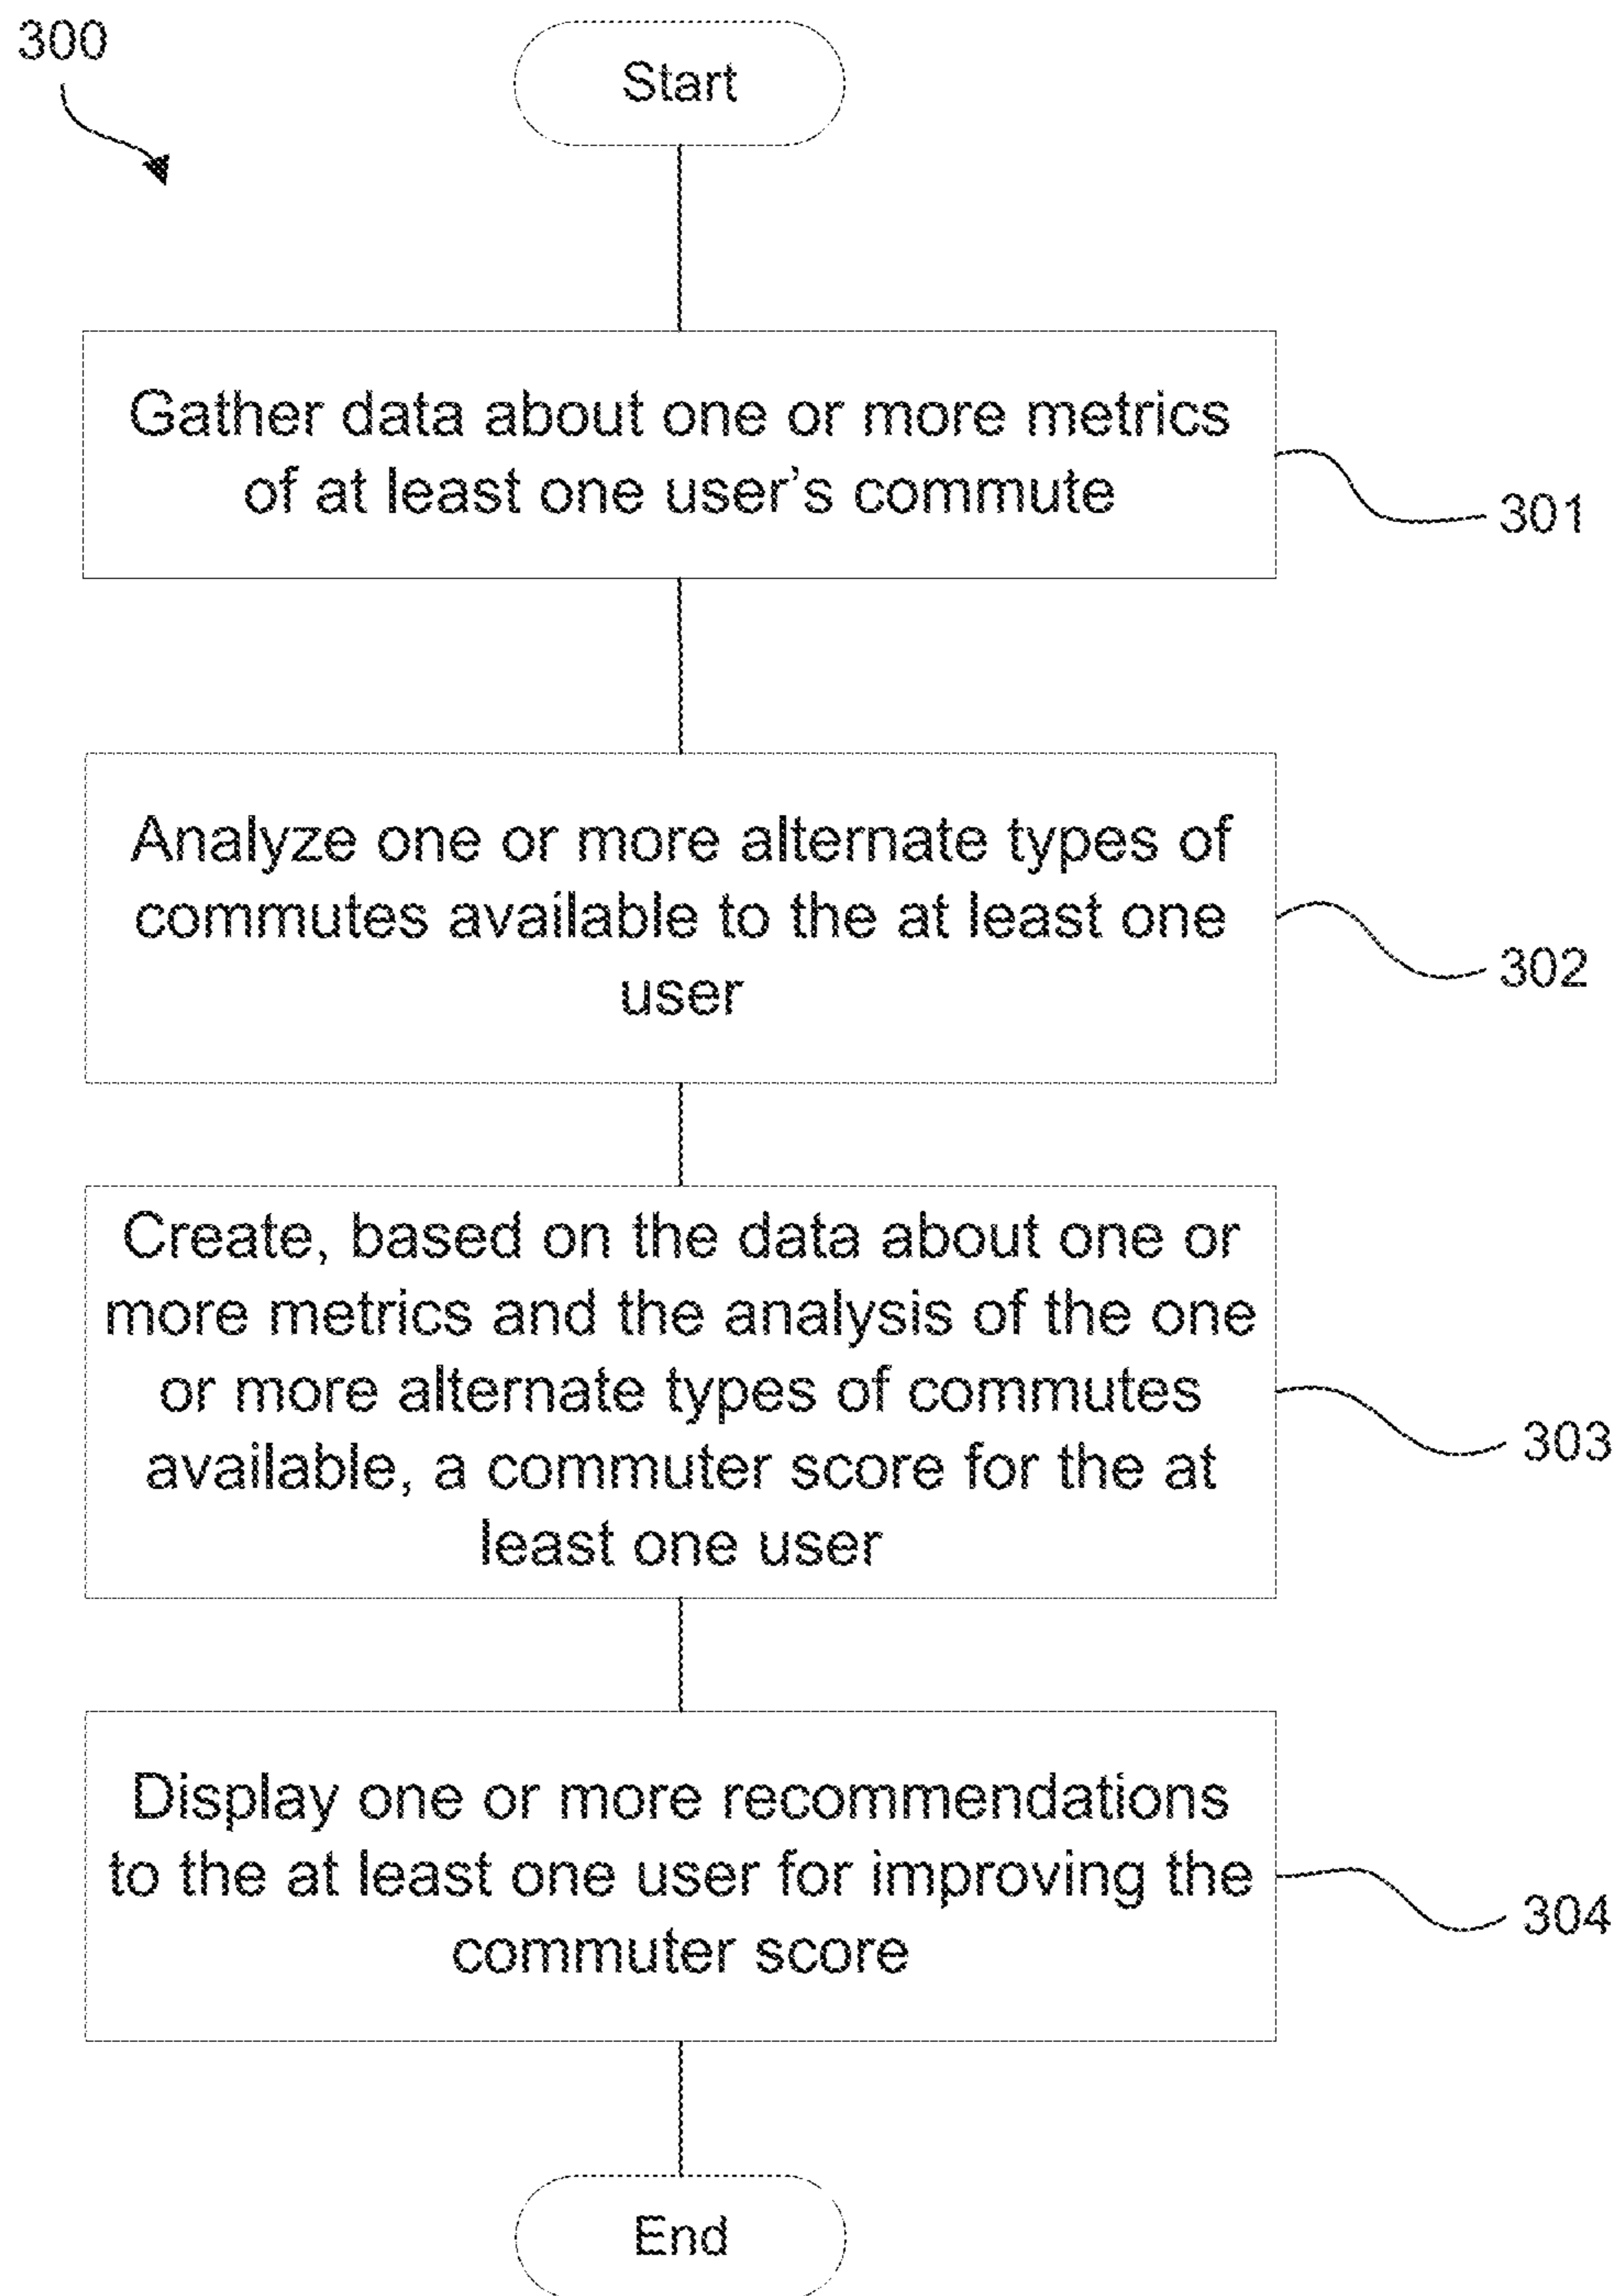 300
Start
Gather data about one or more metrics
of at least one user's commute
301
Analyze one or more alternate types of
commutes available to the at least one
user
302
Create, based on the data about one or
more metrics and the analysis of the one
or more alternate types of commutes
available, a commuter score for the at
least one user
303
Display one or more recommendations
to the at least one user for improving the
commuter score
304
End